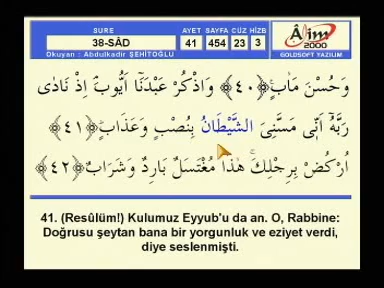 SURE
38-SÂD
Okuyan : Abdulkadir ŞEHİTOĞLU
AYET SAYFA CÜZ HİZB
41 454 23 3
Âlim
2000
GOLDSOFT YAZILIM
وَحُسْنَ مَاٰبٍ۟ ﴿٤٠﴾ وَاذْكُرْ عَبْدَنَٓا اَيُّوبَۢ اِذْ نَادٰى
رَبَّهُٓ اَنّ۪ى مَسَّنِىَ الشَّيْطَانُ بِنُصْبٍ وَعَذَابٍۜ ﴿٤١﴾
اُرْكُضْ بِرِجْلِكَۚ هٰذَا مُغْتَسَلٌ بَارِدٌ وَشَرَابٌ ﴿٤٢﴾
41. (Resûlüm!) Kulumuz Eyyub'u da an. O, Rabbine:
Doğrusu şeytan bana bir yorgunluk ve eziyet verdi,
diye seslenmişti.